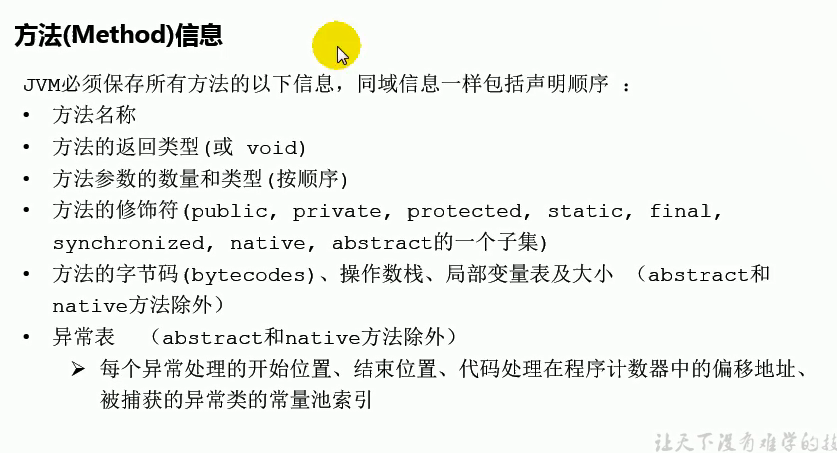 方法(Method)信息
JVM必须保存所有方法的以下信息，同域信息一样包括声明顺序 ：
• 方法名称
• 方法的返回类型(或 void)
• 方法参数的数量和类型(按顺序)
• 方法的修饰符(public, private, protected, static, final,
synchronized, native, abstract的一个子集)
• 方法的字节码(bytecodes)、操作数栈、局部变量表及大小 （abstract和
native方法除外）
• 异常表 （abstract和native方法除外）
➢ 每个异常处理的开始位置、结束位置、代码处理在程序计数器中的偏移地址、
被捕获的异常类的常量池索引
让天下没有难学的技